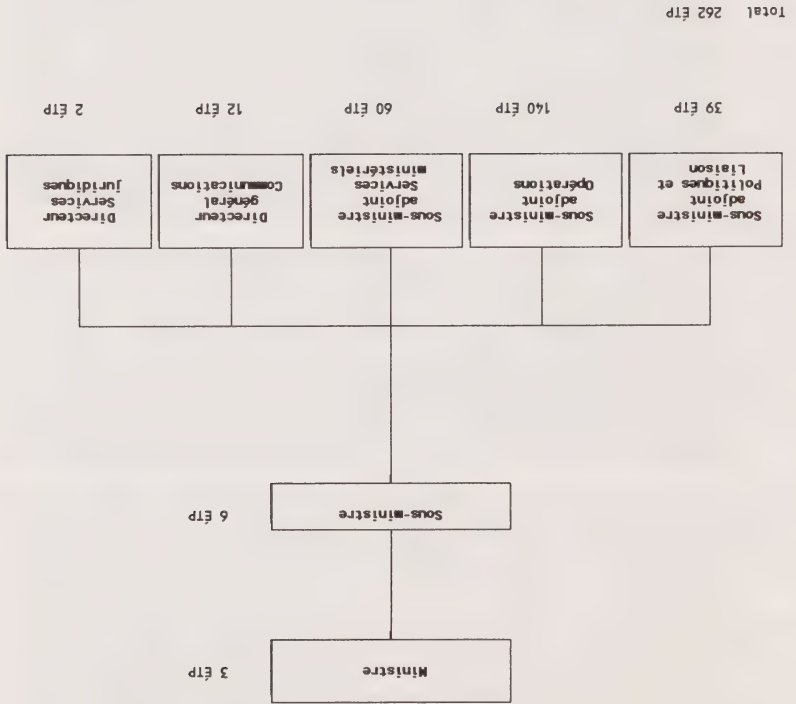 Ministre
3 ÉTP
Sous-ministre
6 ÉTP
Sous-ministre
adjoint
Politiques et
Liaison
39 ÉTP
Sous-ministre
adjoint
Opérations
140 ÉTP
Sous-ministre
adjoint
Services
ministériels
60 ÉTP
Directeur
général
Communications
12 ÉTP
Directeur
Services
juridiques
2 ÉTP
Total 262 ÉTP